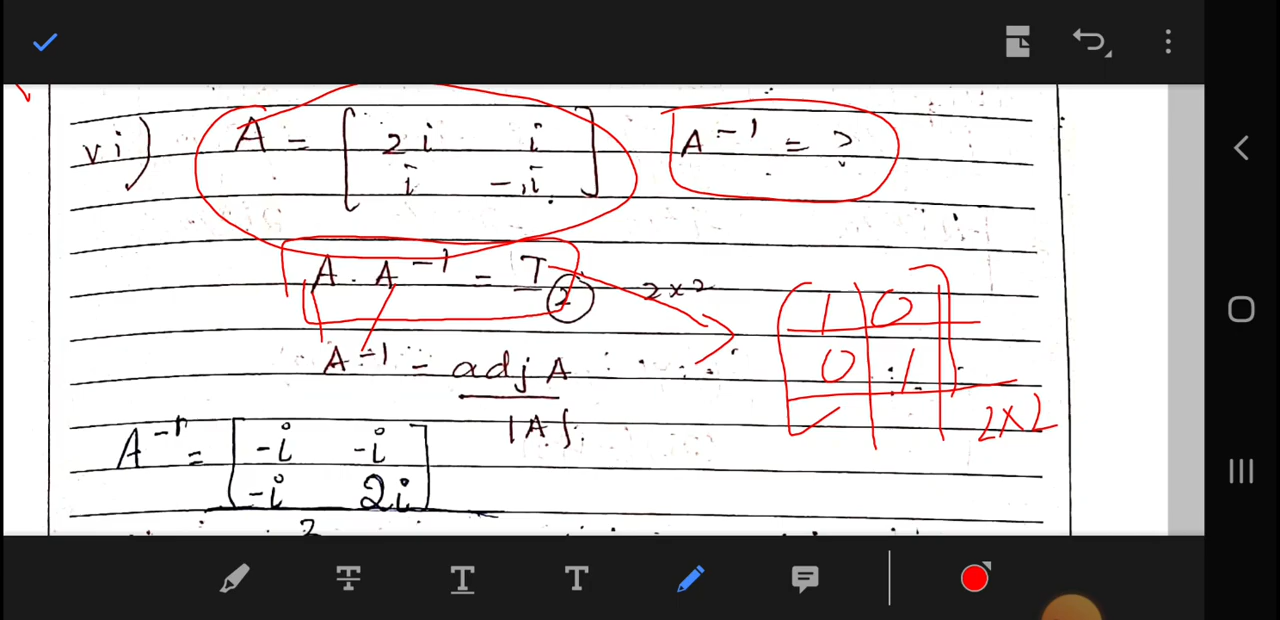 vi) A = [ 2i i A⁻¹ = ?
i -i ]
A . A⁻¹ = I₂ 2×2
1 0
0 1
2×2
A⁻¹ = adj A
|A|
A⁻¹ = [ -i -i
-i 2i ]
T T T